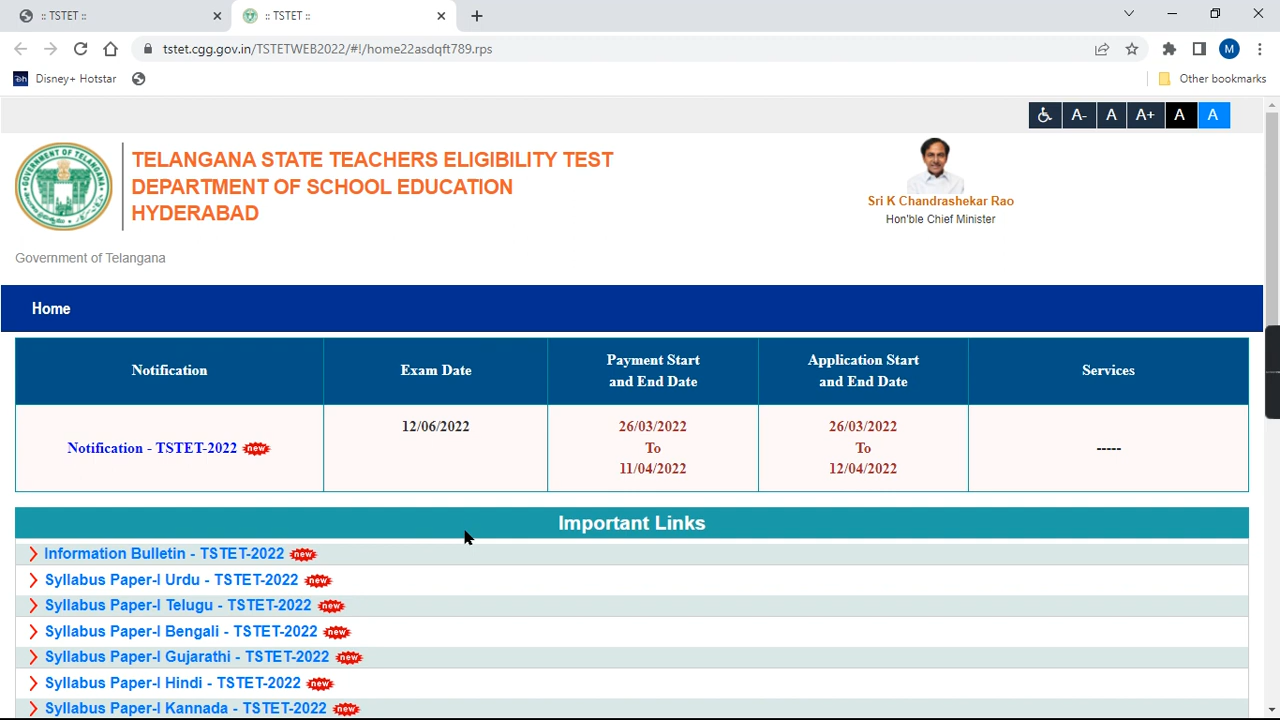 :: TSTET ::
:: TSTET ::
tstet.cgg.gov.in/TSTETWEB2022/#!/home22asdqft789.rps
M
Disney+ Hotstar
Other bookmarks
A-
A
A+
A
A
TELANGANA STATE TEACHERS ELIGIBILITY TEST
DEPARTMENT OF SCHOOL EDUCATION
HYDERABAD
Sri K Chandrashekar Rao
Hon'ble Chief Minister
Government of Telangana
Home
Notification
Exam Date
Payment Start
and End Date
Application Start
and End Date
Services
Notification - TSTET-2022 new
12/06/2022
26/03/2022
To
11/04/2022
26/03/2022
To
12/04/2022
-----
Important Links
Information Bulletin - TSTET-2022 new
Syllabus Paper-I Urdu - TSTET-2022 new
Syllabus Paper-I Telugu - TSTET-2022 new
Syllabus Paper-I Bengali - TSTET-2022 new
Syllabus Paper-I Gujarathi - TSTET-2022 new
Syllabus Paper-I Hindi - TSTET-2022 new
Syllabus Paper-I Kannada - TSTET-2022 new